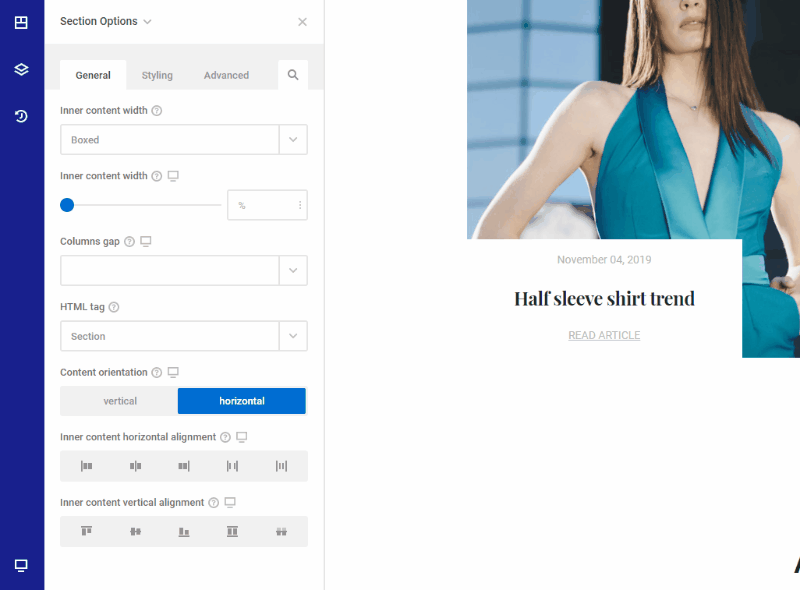 Section Options
General
Styling
Advanced
Inner content width
Boxed
Inner content width
%
Columns gap
HTML tag
Section
Content orientation
vertical
horizontal
Inner content horizontal alignment
Inner content vertical alignment
November 04, 2019
Half sleeve shirt trend
READ ARTICLE